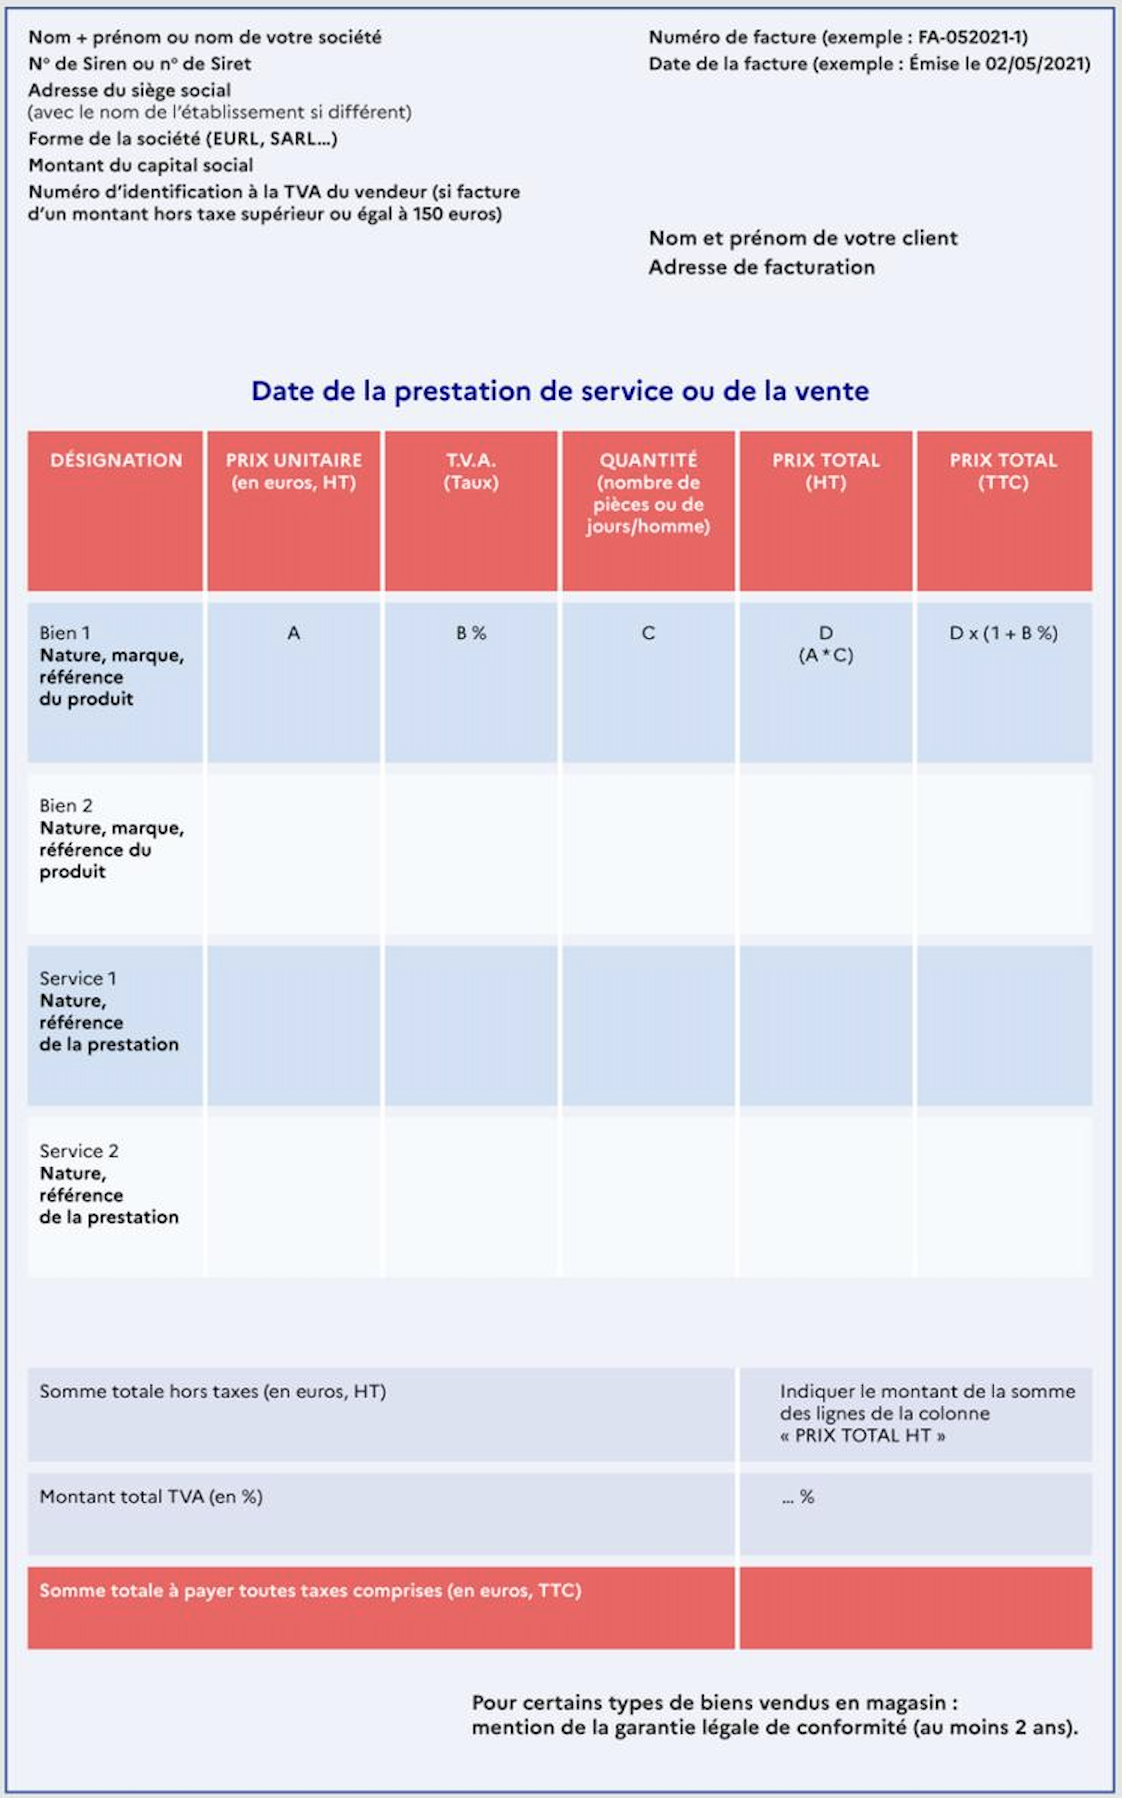 Nom + prénom ou nom de votre société
N° de Siren ou n° de Siret
Adresse du siège social
(avec le nom de l'établissement si différent)
Forme de la société (EURL, SARL...)
Montant du capital social
Numéro d'identification à la TVA du vendeur (si facture
d'un montant hors taxe supérieur ou égal à 150 euros)
Numéro de facture (exemple : FA-052021-1)
Date de la facture (exemple : Émise le 02/05/2021)
Nom et prénom de votre client
Adresse de facturation
Date de la prestation de service ou de la vente
DÉSIGNATION
PRIX UNITAIRE
(en euros, HT)
T.V.A.
(Taux)
QUANTITÉ
(nombre de
pièces ou de
jours/homme)
PRIX TOTAL
(HT)
PRIX TOTAL
(TTC)
Bien 1
Nature, marque,
référence
du produit
A
B %
C
D
(A * C)
D x (1 + B %)
Bien 2
Nature, marque,
référence du
produit
Service 1
Nature,
référence
de la prestation
Service 2
Nature,
référence
de la prestation
Somme totale hors taxes (en euros, HT)
Indiquer le montant de la somme
des lignes de la colonne
« PRIX TOTAL HT »
Montant total TVA (en %)
... %
Somme totale à payer toutes taxes comprises (en euros, TTC)
Pour certains types de biens vendus en magasin :
mention de la garantie légale de conformité (au moins 2 ans).